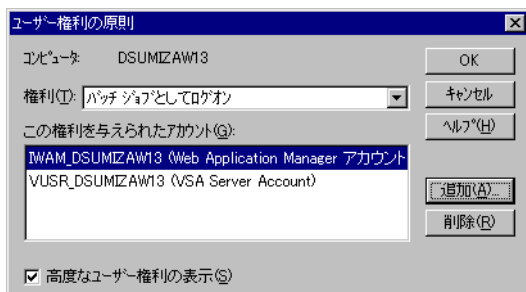 ユーザー権利の原則
コンピュータ: DSUMIZAW13
権利(T): バッチ ジョブとしてログオン
この権利を与えられたアカウント(G):
IWAM_DSUMIZAW13 (Web Application Manager アカウント
VUSR_DSUMIZAW13 (VSA Server Account)
高度なユーザー権利の表示(S)
OK
キャンセル
ヘルプ(H)
追加(A)...
削除(R)